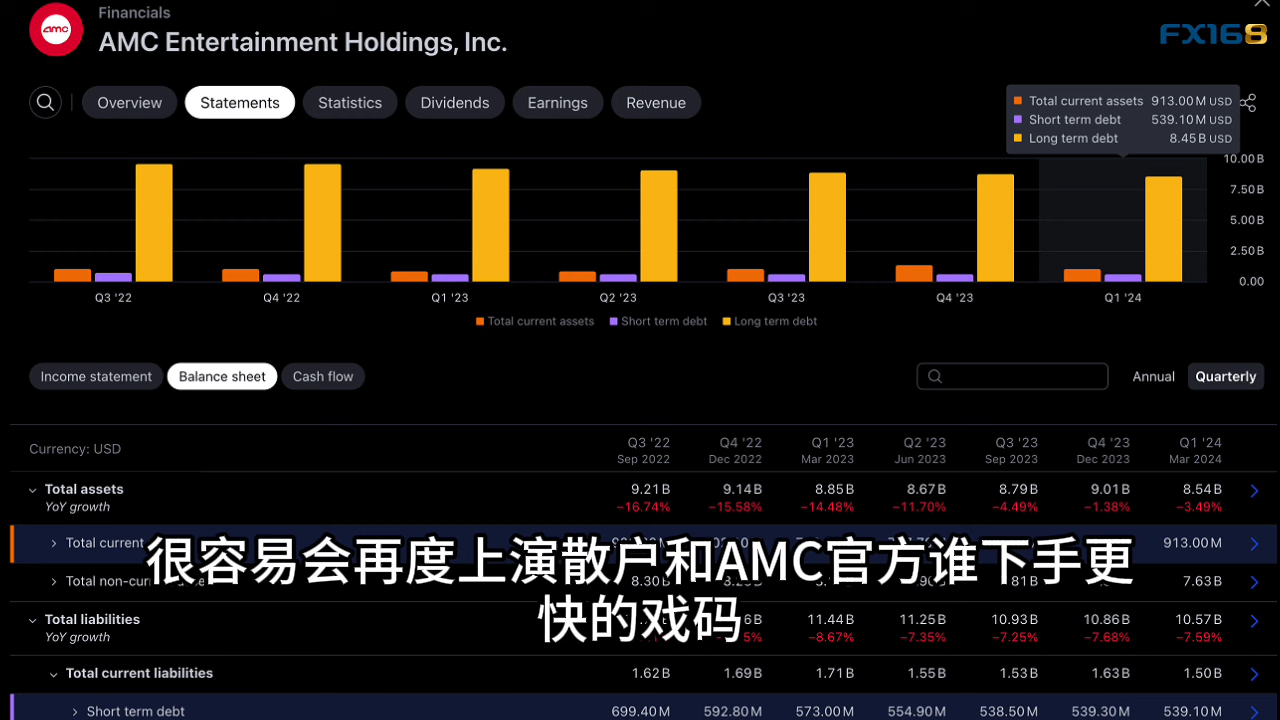 Financials
AMC Entertainment Holdings, Inc.
amc
FX168
Overview Statements Statistics Dividends Earnings Revenue
Total current assets 913.00 M USD
Short term debt 539.10 M USD
Long term debt 8.45 B USD
10.00 B
7.50 B
5.00 B
2.50 B
0.00
Q3 '22 Q4 '22 Q1 '23 Q2 '23 Q3 '23 Q4 '23 Q1 '24
Total current assets Short term debt Long term debt
Income statement Balance sheet Cash flow Annual Quarterly
Currency: USD Q3 '22 Q4 '22 Q1 '23 Q2 '23 Q3 '23 Q4 '23 Q1 '24
Sep 2022 Dec 2022 Mar 2023 Jun 2023 Sep 2023 Dec 2023 Mar 2024
Total assets 9.21 B 9.14 B 8.85 B 8.67 B 8.79 B 9.01 B 8.54 B
YoY growth −16.74% −15.58% −14.48% −11.70% −4.49% −1.38% −3.49%
Total current 913.00 M
很容易会再度上演散户和AMC官方谁下手更
快的戏码
Total 8.30 B 7.63 B
Total liabilities 11.44 B 11.25 B 10.93 B 10.86 B 10.57 B
YoY growth −8.67% −7.35% −7.25% −7.68% −7.59%
Total current liabilities 1.62 B 1.69 B 1.71 B 1.55 B 1.53 B 1.63 B 1.50 B
Short term debt 699.40 M 592.80 M 573.00 M 554.90 M 538.50 M 539.30 M 539.10 M